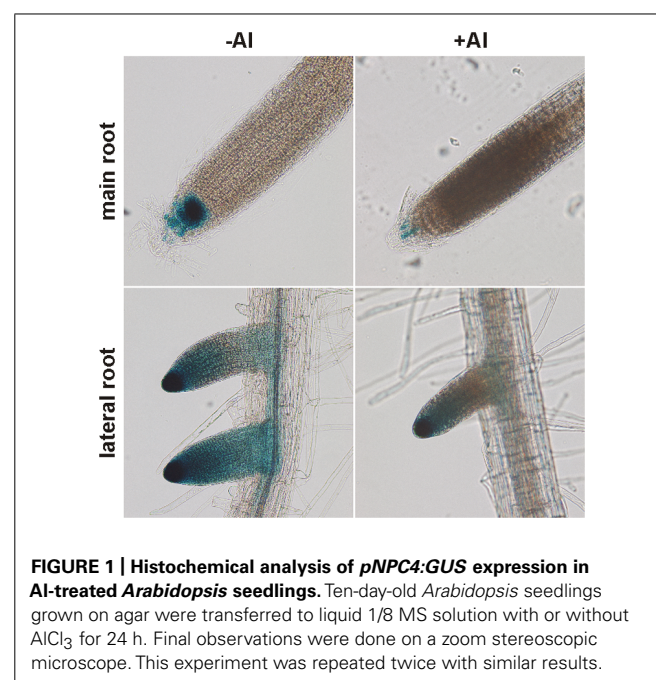 -Al +Al
main root
lateral root
FIGURE 1 | Histochemical analysis of pNPC4:GUS expression in
Al-treated Arabidopsis seedlings. Ten-day-old Arabidopsis seedlings
grown on agar were transferred to liquid 1/8 MS solution with or without
AlCl3 for 24 h. Final observations were done on a zoom stereoscopic
microscope. This experiment was repeated twice with similar results.